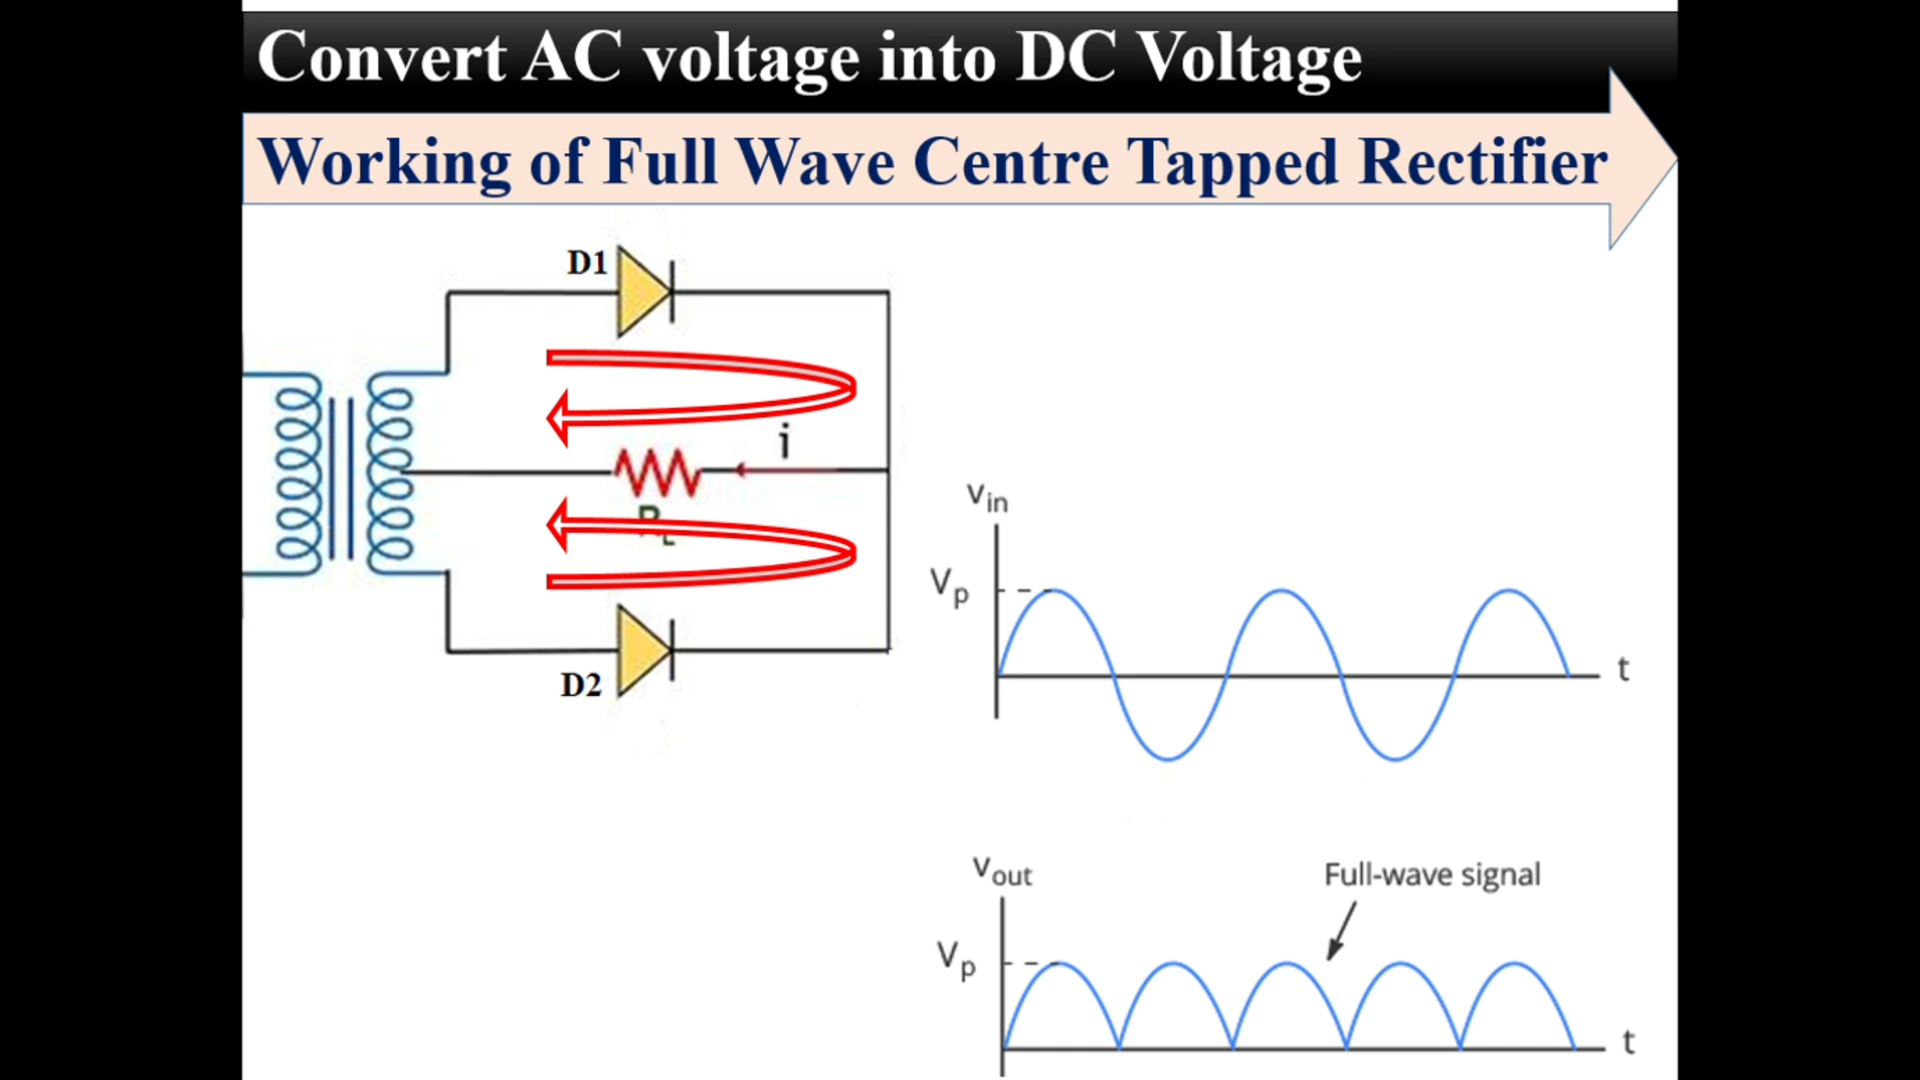 Convert AC voltage into DC Voltage
Working of Full Wave Centre Tapped Rectifier
D1
i
RL
D2
vin
Vp
t
vout
Full-wave signal
Vp
t